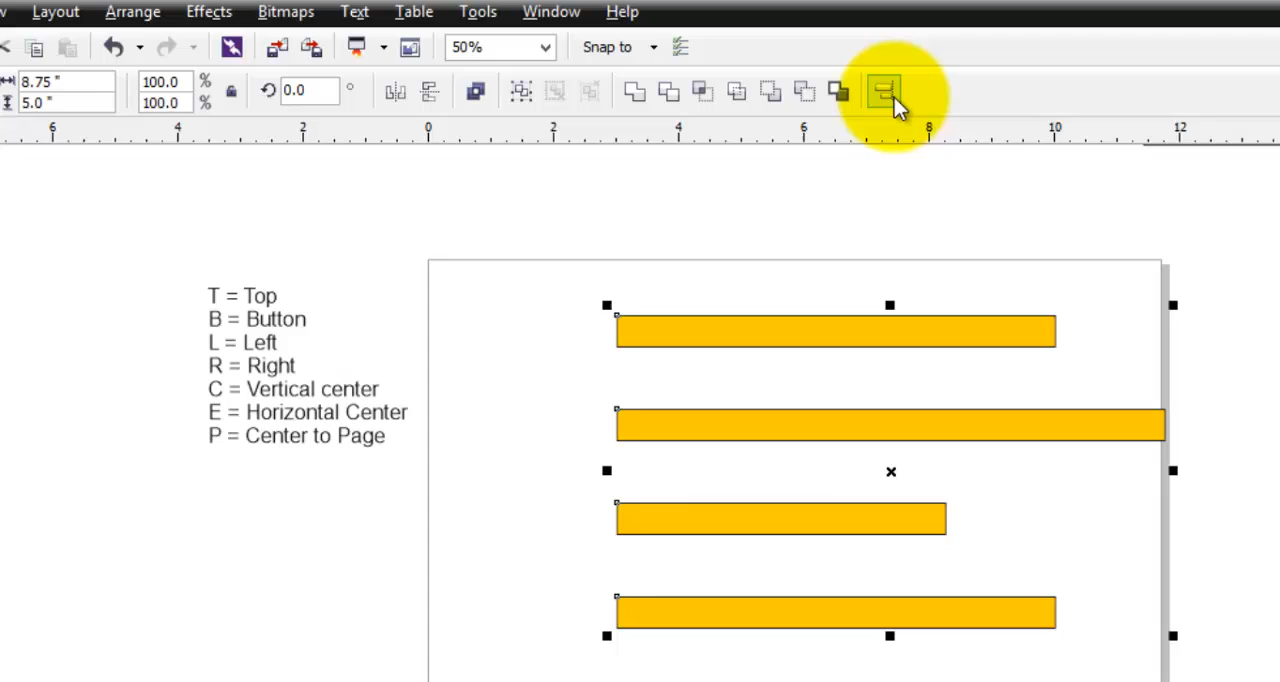 w Layout Arrange Effects Bitmaps Text Table Tools Window Help
50% Snap to
8.75 " 100.0 % 0.0 °
5.0 " 100.0 %
6 4 2 0 2 4 6 8 10 12
T = Top
B = Button
L = Left
R = Right
C = Vertical center
E = Horizontal Center
P = Center to Page